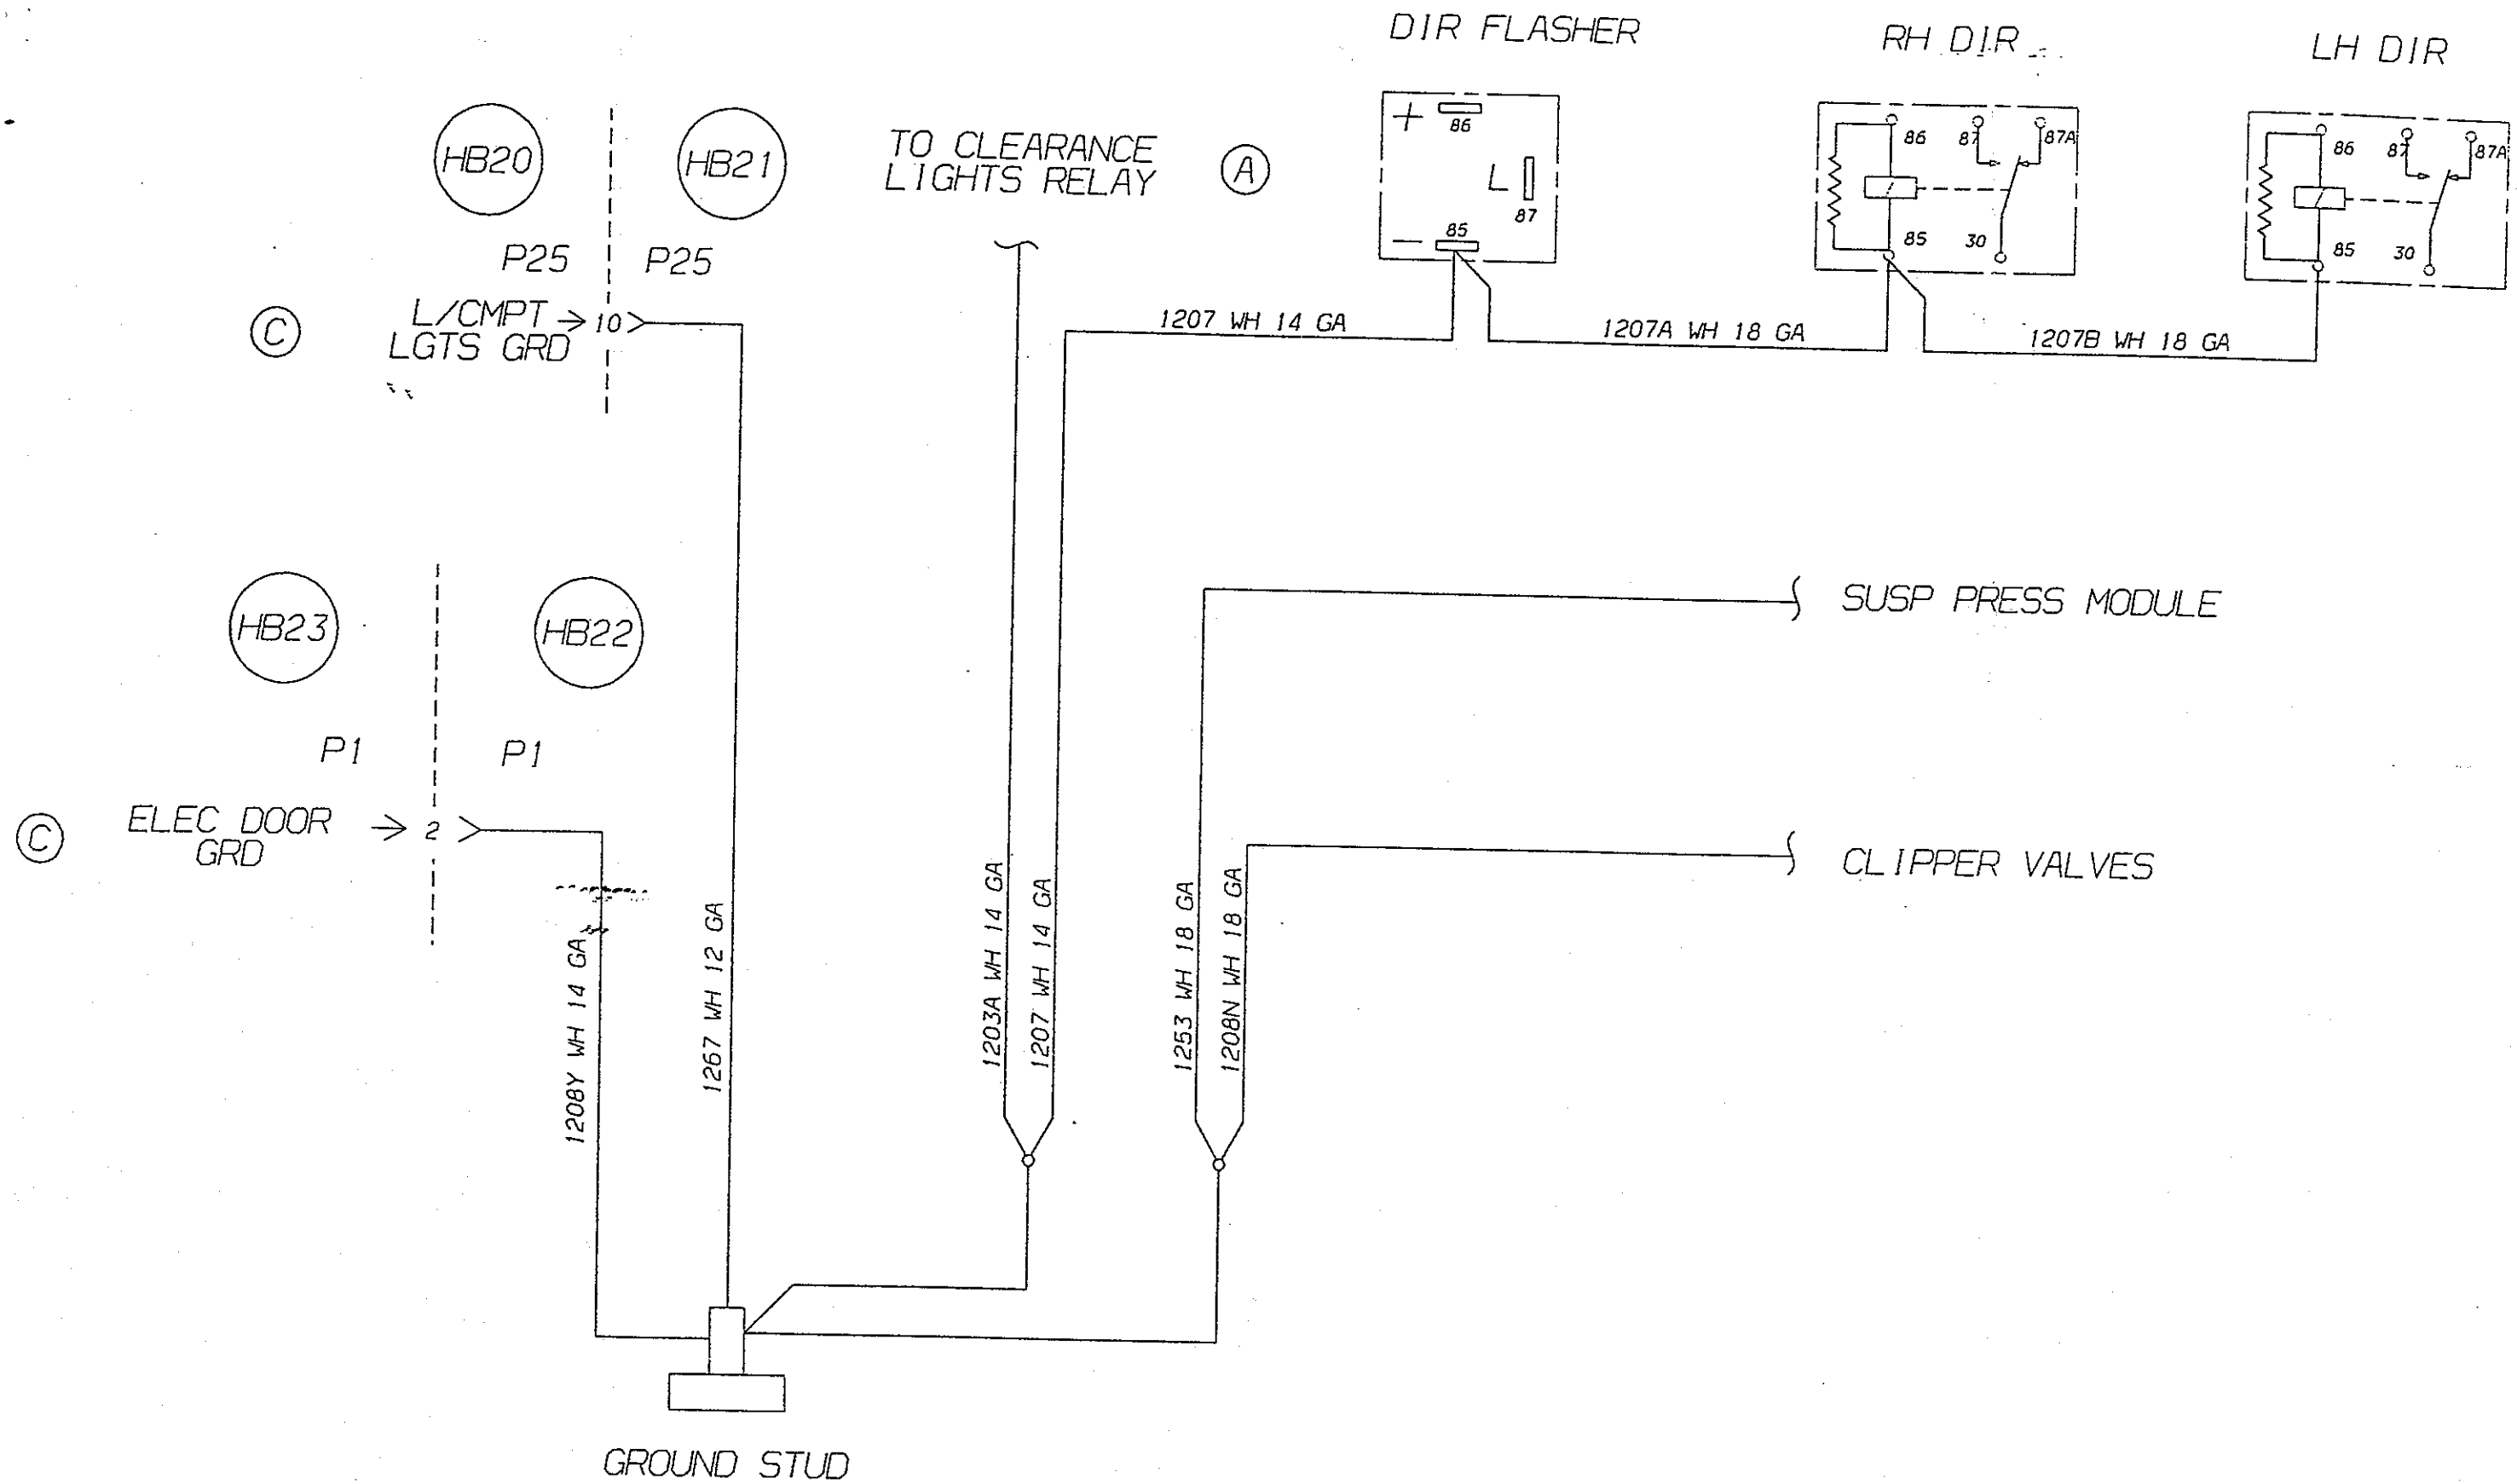 DIR FLASHER
RH DIR
LH DIR
HB20
HB21
TO CLEARANCE
LIGHTS RELAY
A
+
86
L
87
85
—
86
87
87A
85
30
86
87
87A
85
30
P25
P25
C
L/CMPT
LGTS GRD
10
1207 WH 14 GA
1207A WH 18 GA
1207B WH 18 GA
HB23
HB22
SUSP PRESS MODULE
P1
P1
C
ELEC DOOR
GRD
2
CLIPPER VALVES
1208Y WH 14 GA
1267 WH 12 GA
1203A WH 14 GA
1207 WH 14 GA
1253 WH 18 GA
1208N WH 18 GA
GROUND STUD